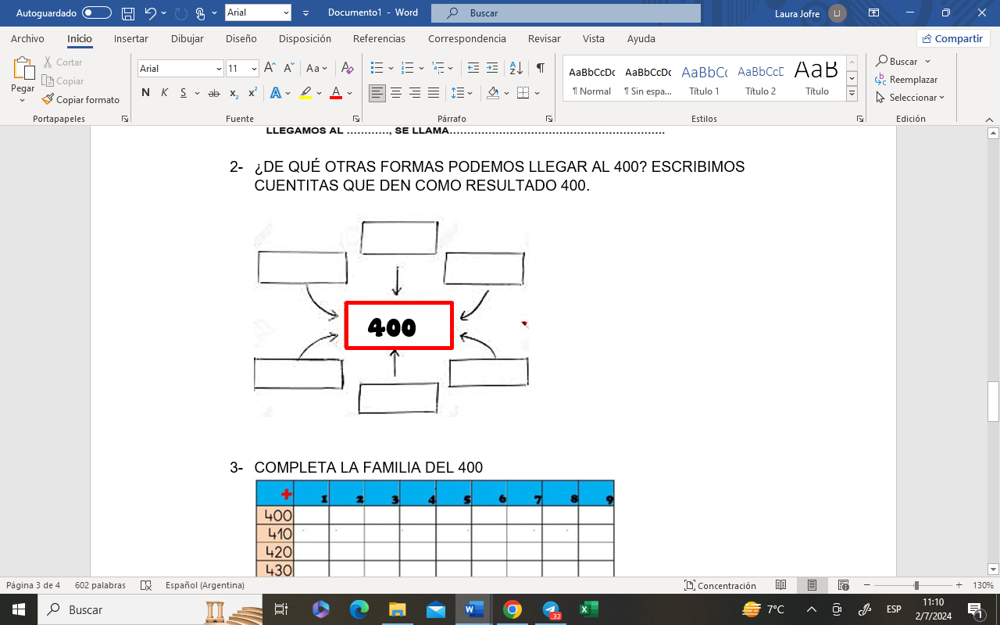 Autoguardado Arial Documento1 - Word Buscar Laura Jofre LJ
Archivo Inicio Insertar Dibujar Diseño Disposición Referencias Correspondencia Revisar Vista Ayuda Compartir
Pegar Cortar
Copiar
Copiar formato
Arial 11 Aa
N K S ab x₂ x² A A
AaBbCcDc AaBbCcDc AaBbCc AaBbCcD AaB
¶ Normal ¶ Sin espa... Título 1 Título 2 Título
Buscar
Reemplazar
Seleccionar
Portapapeles Fuente Párrafo Estilos Edición
LLEGAMOS AL …………, SE LLAMA……………………………………………………
2- ¿DE QUÉ OTRAS FORMAS PODEMOS LLEGAR AL 400? ESCRIBIMOS
CUENTITAS QUE DEN COMO RESULTADO 400.
400
3- COMPLETA LA FAMILIA DEL 400
+ 1 2 3 4 5 6 7 8 9
400
410
420
430
Página 3 de 4 602 palabras Español (Argentina) Concentración 130%
Buscar 32 7°C ESP 11:10
2/7/2024 1